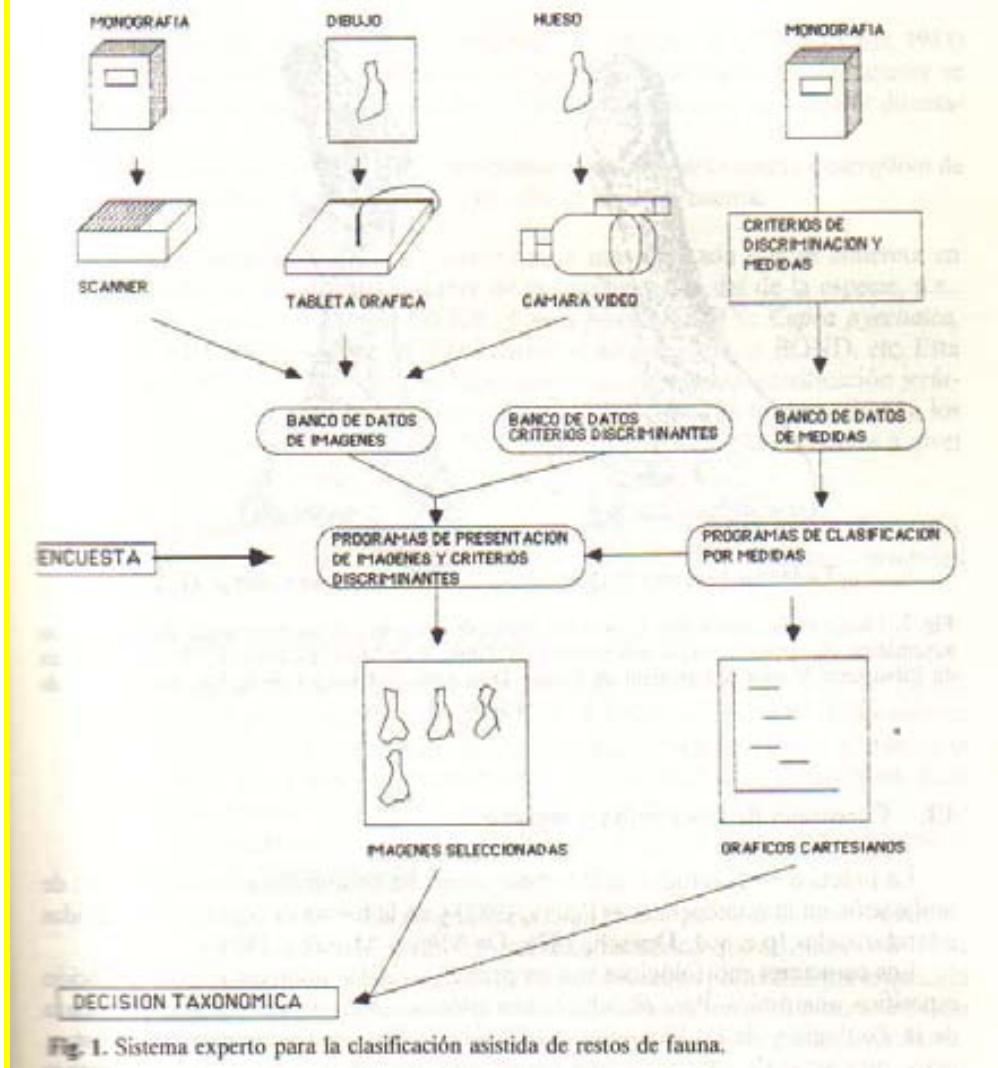 MONOGRAFIA
DIBUJO
HUESO
MONOGRAFIA
SCANNER
TABLETA GRAFICA
CAMARA VIDEO
CRITERIOS DE
DISCRIMINACION Y
MEDIDAS
BANCO DE DATOS
DE IMAGENES
BANCO DE DATOS
CRITERIOS DISCRIMINANTES
BANCO DE DATOS
DE MEDIDAS
ENCUESTA
PROGRAMAS DE PRESENTACION
DE IMAGENES Y CRITERIOS
DISCRIMINANTES
PROGRAMAS DE CLASIFICACION
POR MEDIDAS
IMAGENES SELECCIONADAS
GRAFICOS CARTESIANOS
DECISION TAXONOMICA
Fig. 1. Sistema experto para la clasificación asistida de restos de fauna.